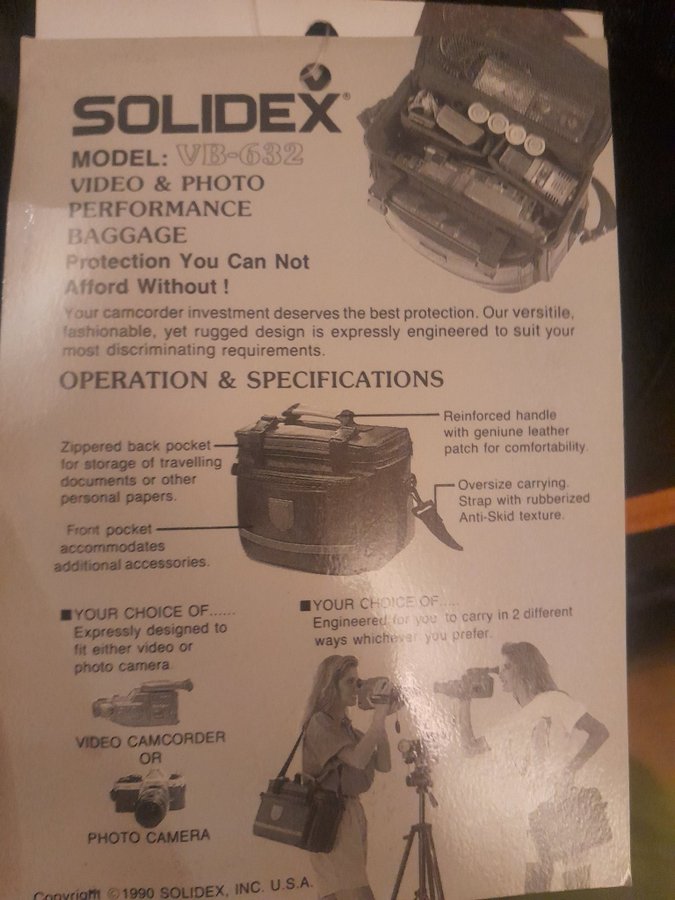 SOLIDEX®
MODEL: VB-632
VIDEO & PHOTO
PERFORMANCE
BAGGAGE
Protection You Can Not
Afford Without !
Your camcorder investment deserves the best protection. Our versitile,
fashionable, yet rugged design is expressly engineered to suit your
most discriminating requirements.
OPERATION & SPECIFICATIONS
Zippered back pocket
for storage of travelling
documents or other
personal papers.
Front pocket
accommodates
additional accessories.
Reinforced handle
with geniune leather
patch for comfortability.
Oversize carrying.
Strap with rubberized
Anti-Skid texture.
■YOUR CHOICE OF......
Expressly designed to
fit either video or
photo camera
VIDEO CAMCORDER
OR
PHOTO CAMERA
■YOUR CHOICE OF.....
Engineered for you to carry in 2 different
ways whichever you prefer.
Copyright ©1990 SOLIDEX, INC. U.S.A.